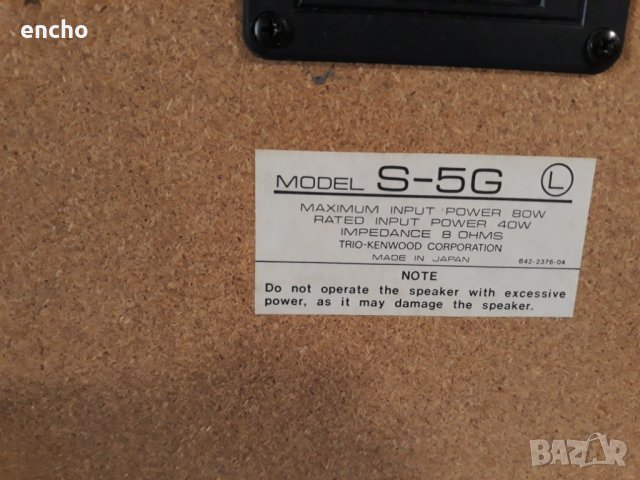 encho
MODEL S-5G L
MAXIMUM INPUT POWER 80W
RATED INPUT POWER 40W
IMPEDANCE 8 OHMS
TRIO-KENWOOD CORPORATION
MADE IN JAPAN B42-2376-04
NOTE
Do not operate the speaker with excessive
power, as it may damage the speaker.
BAZAR